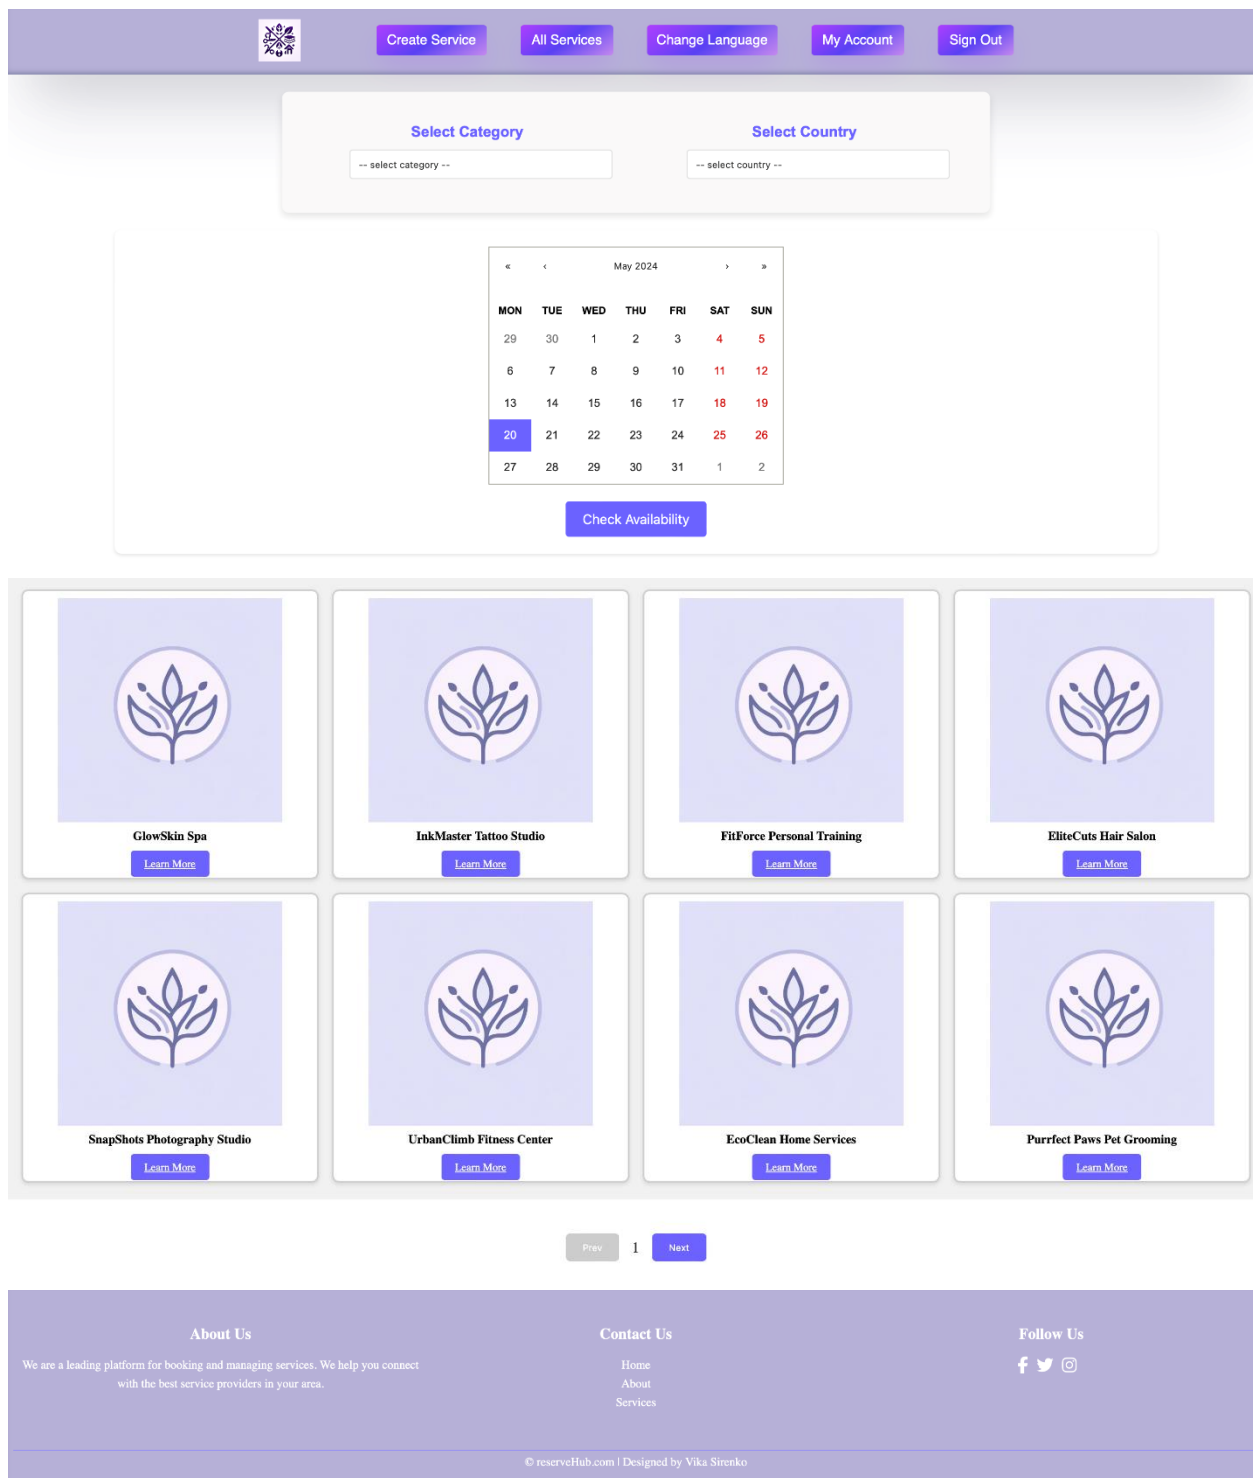 Create Service All Services Change Language My Account Sign Out
Select Category Select Country
-- select category -- -- select country --
« ‹ May 2024 › »
MON TUE WED THU FRI SAT SUN
29 30 1 2 3 4 5
6 7 8 9 10 11 12
13 14 15 16 17 18 19
20 21 22 23 24 25 26
27 28 29 30 31 1 2
Check Availability
GlowSkin Spa InkMaster Tattoo Studio FitForce Personal Training EliteCuts Hair Salon
Learn More Learn More Learn More Learn More
SnapShots Photography Studio UrbanClimb Fitness Center EcoClean Home Services Purrfect Paws Pet Grooming
Learn More Learn More Learn More Learn More
Prev 1 Next
About Us
We are a leading platform for booking and managing services. We help you connect
with the best service providers in your area.
Contact Us
Home
About
Services
Follow Us
© reserveHub.com | Designed by Vika Sirenko